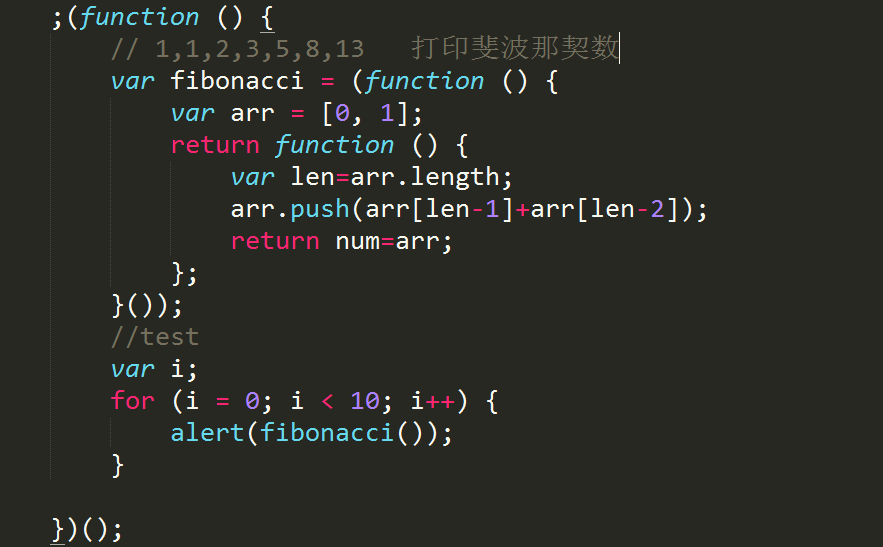 ;(function () {
    // 1,1,2,3,5,8,13   打印斐波那契数
    var fibonacci = (function () {
        var arr = [0, 1];
        return function () {
            var len=arr.length;
            arr.push(arr[len-1]+arr[len-2]);
            return num=arr;
        };
    }());
    //test
    var i;
    for (i = 0; i < 10; i++) {
        alert(fibonacci());
    }

})();